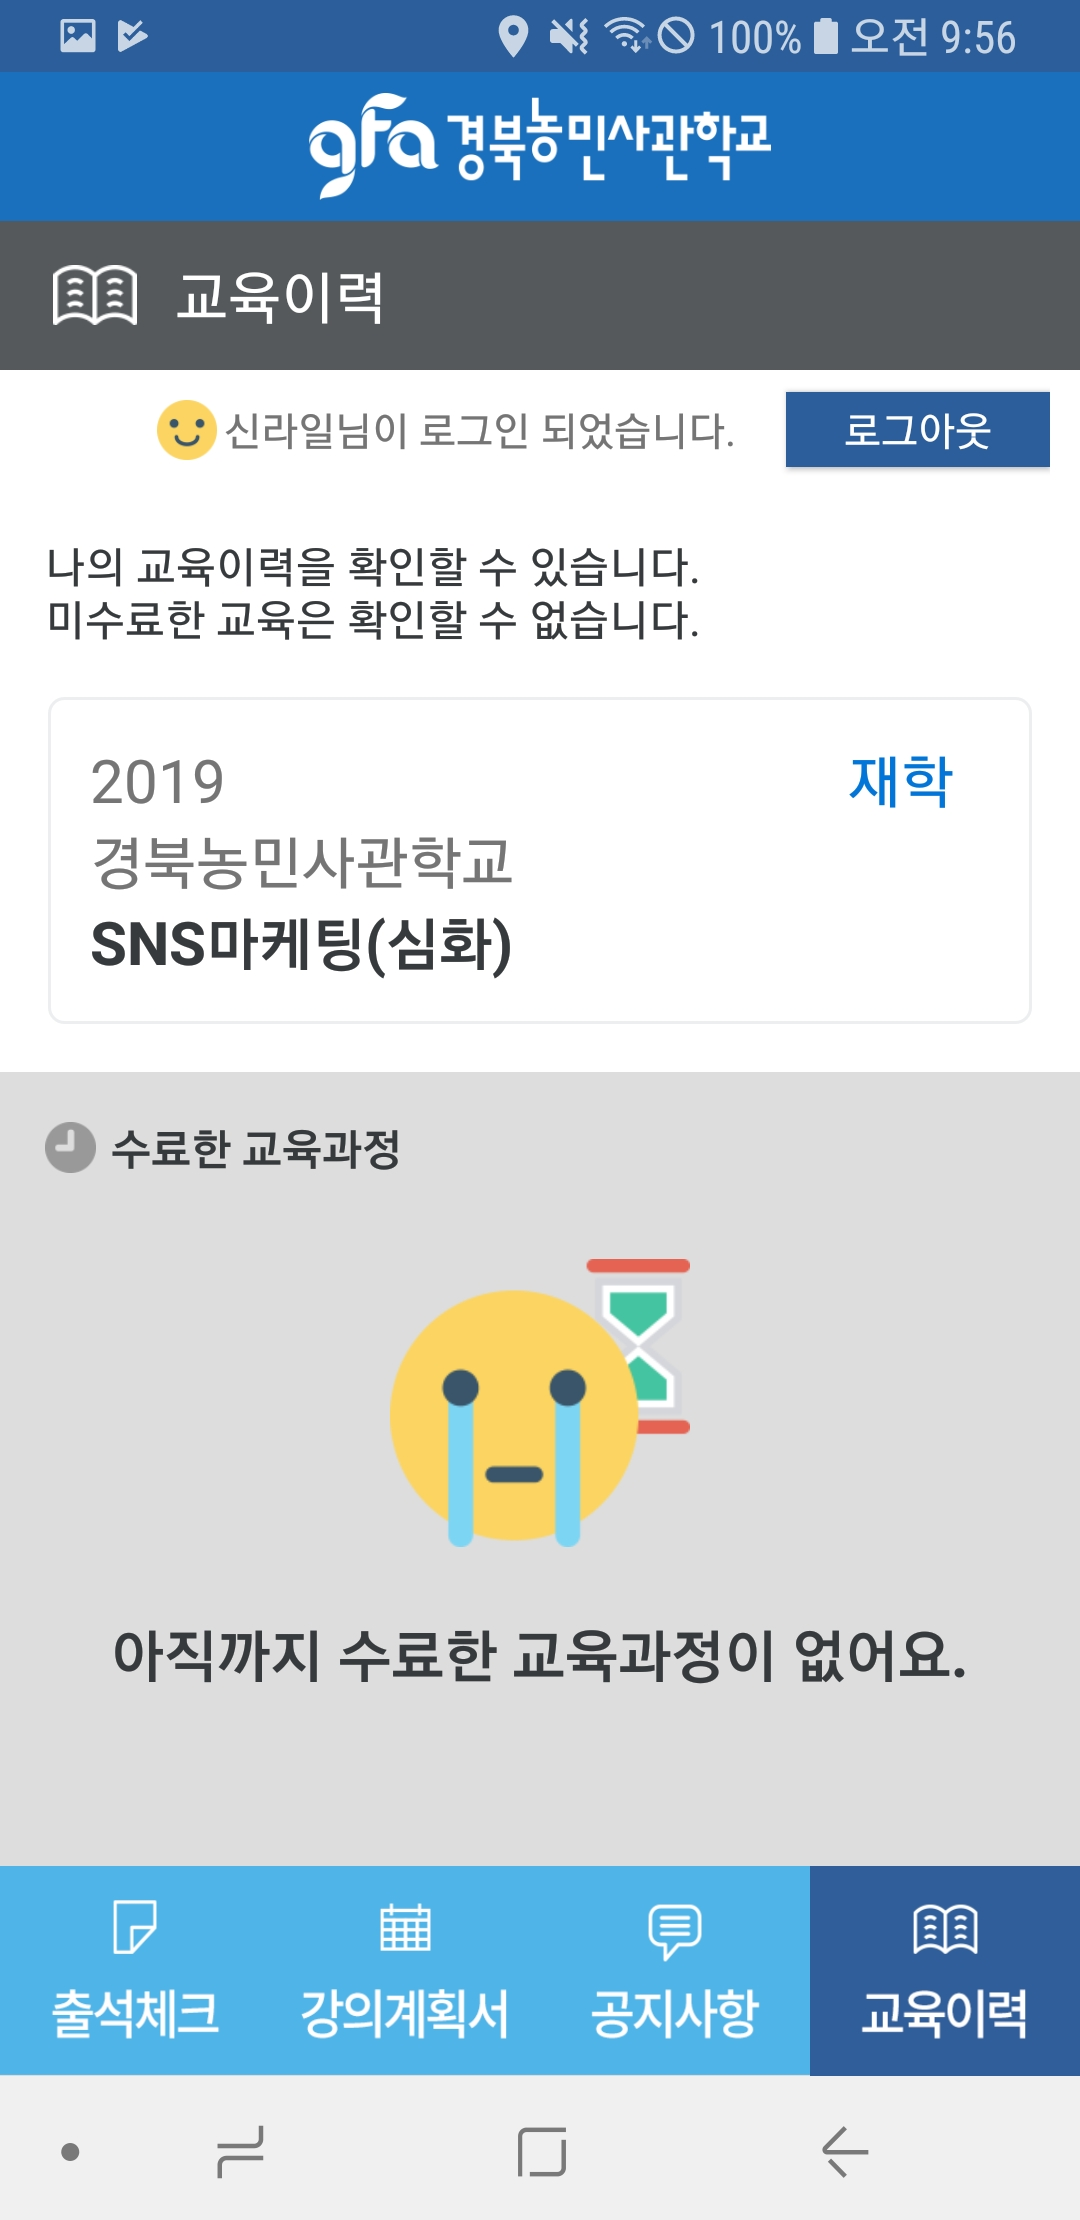 100% 오전 9:56
gfa 경북농민사관학교
교육이력
신라일님이 로그인 되었습니다. 로그아웃
나의 교육이력을 확인할 수 있습니다.
미수료한 교육은 확인할 수 없습니다.
2019 재학
경북농민사관학교
SNS마케팅(심화)
수료한 교육과정
아직까지 수료한 교육과정이 없어요.
출석체크 강의계획서 공지사항 교육이력